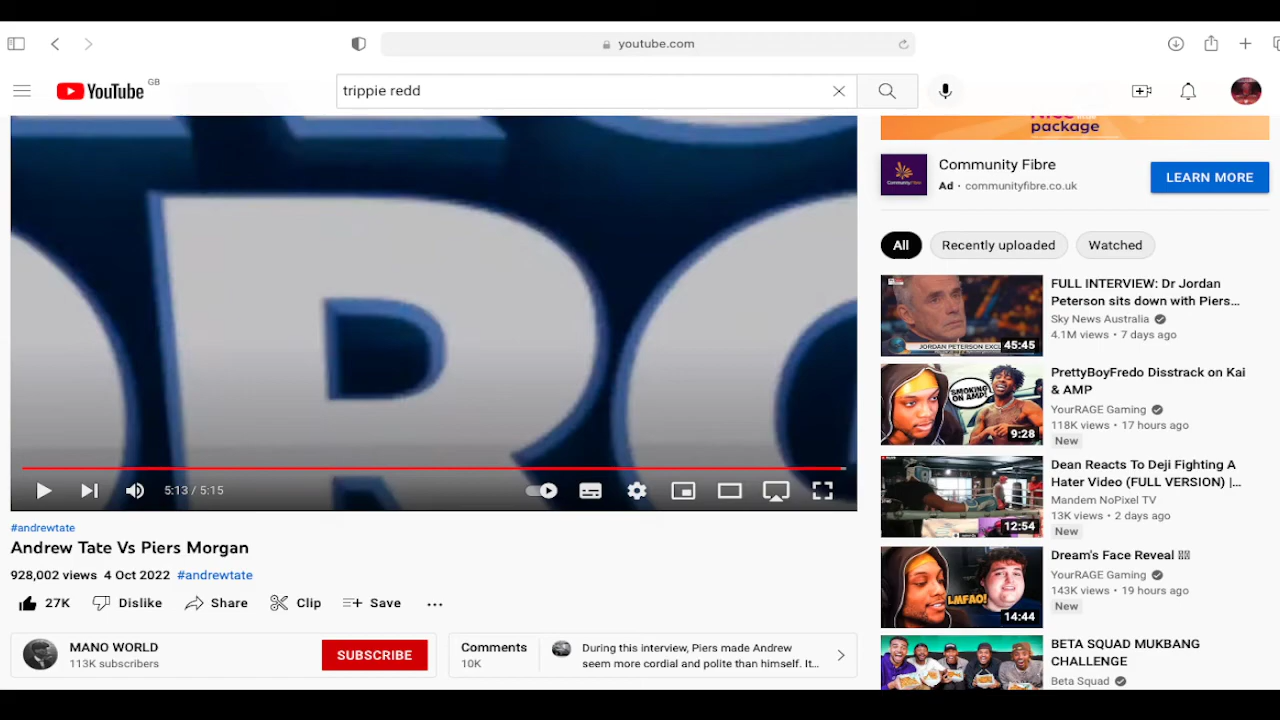 youtube.com
YouTube GB
trippie redd
package
Community Fibre
Ad · communityfibre.co.uk
LEARN MORE
All
Recently uploaded
Watched
R
5:13 / 5:15
#andrewtate
Andrew Tate Vs Piers Morgan
928,002 views 4 Oct 2022 #andrewtate
27K
Dislike
Share
Clip
Save
MANO WORLD
113K subscribers
SUBSCRIBE
Comments
10K
During this interview, Piers made Andrew
seem more cordial and polite than himself. It...
JORDAN PETERSON EXCL
45:45
FULL INTERVIEW: Dr Jordan
Peterson sits down with Piers...
Sky News Australia
4.1M views · 7 days ago
SMOKING
ON AMP!
9:28
PrettyBoyFredo Disstrack on Kai
& AMP
YourRAGE Gaming
118K views · 17 hours ago
New
12:54
Dean Reacts To Deji Fighting A
Hater Video (FULL VERSION) |...
Mandem NoPixel TV
13K views · 2 days ago
New
LMFAO!
14:44
Dream's Face Reveal
YourRAGE Gaming
143K views · 19 hours ago
New
BETA SQUAD MUKBANG
CHALLENGE
Beta Squad